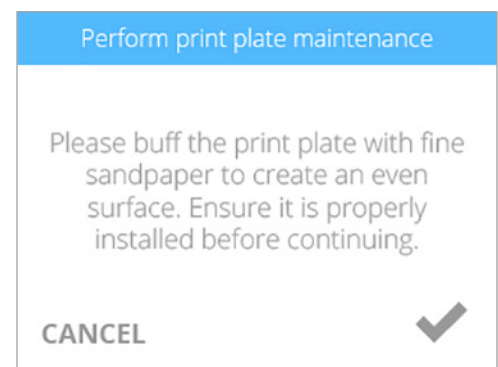 Perform print plate maintenance
Please buff the print plate with fine
sandpaper to create an even
surface. Ensure it is properly
installed before continuing.
CANCEL